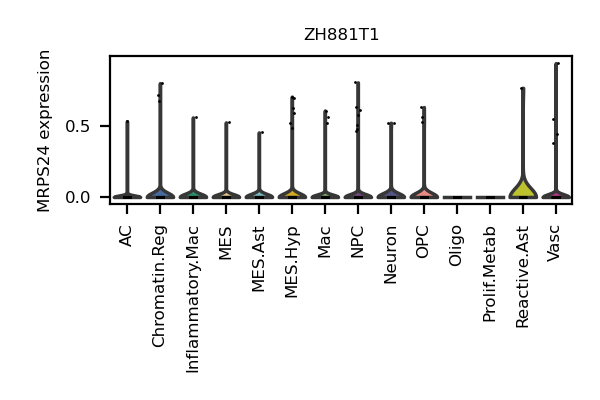 ZH881T1
MRPS24 expression
0.5
0.0
AC
Chromatin.Reg
Inflammatory.Mac
MES
MES.Ast
MES.Hyp
Mac
NPC
Neuron
OPC
Oligo
Prolif.Metab
Reactive.Ast
Vasc